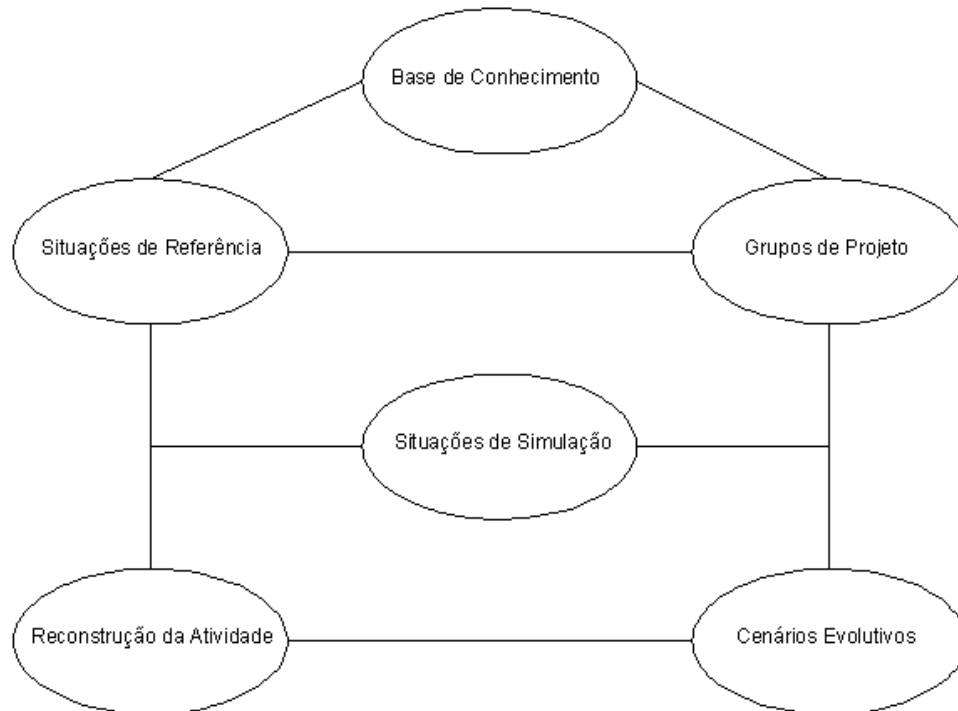 Base de Conhecimento
Situações de Referência
Grupos de Projeto
Situações de Simulação
Reconstrução da Atividade
Cenários Evolutivos